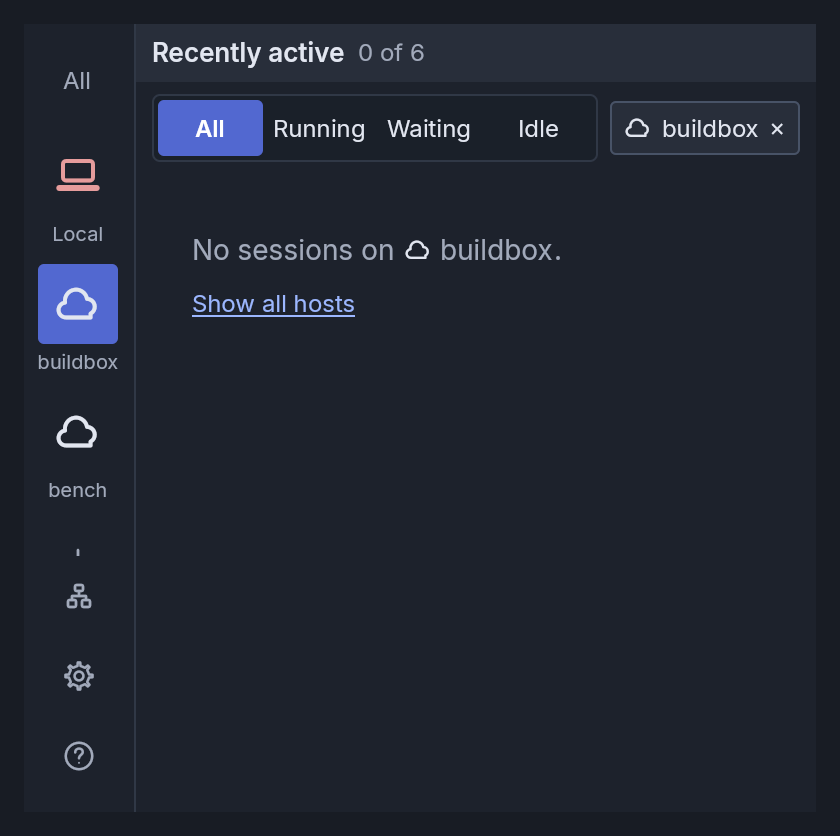 All
Local
buildbox
bench
Recently active 0 of 6
All Running Waiting Idle
buildbox ×
No sessions on buildbox.
Show all hosts